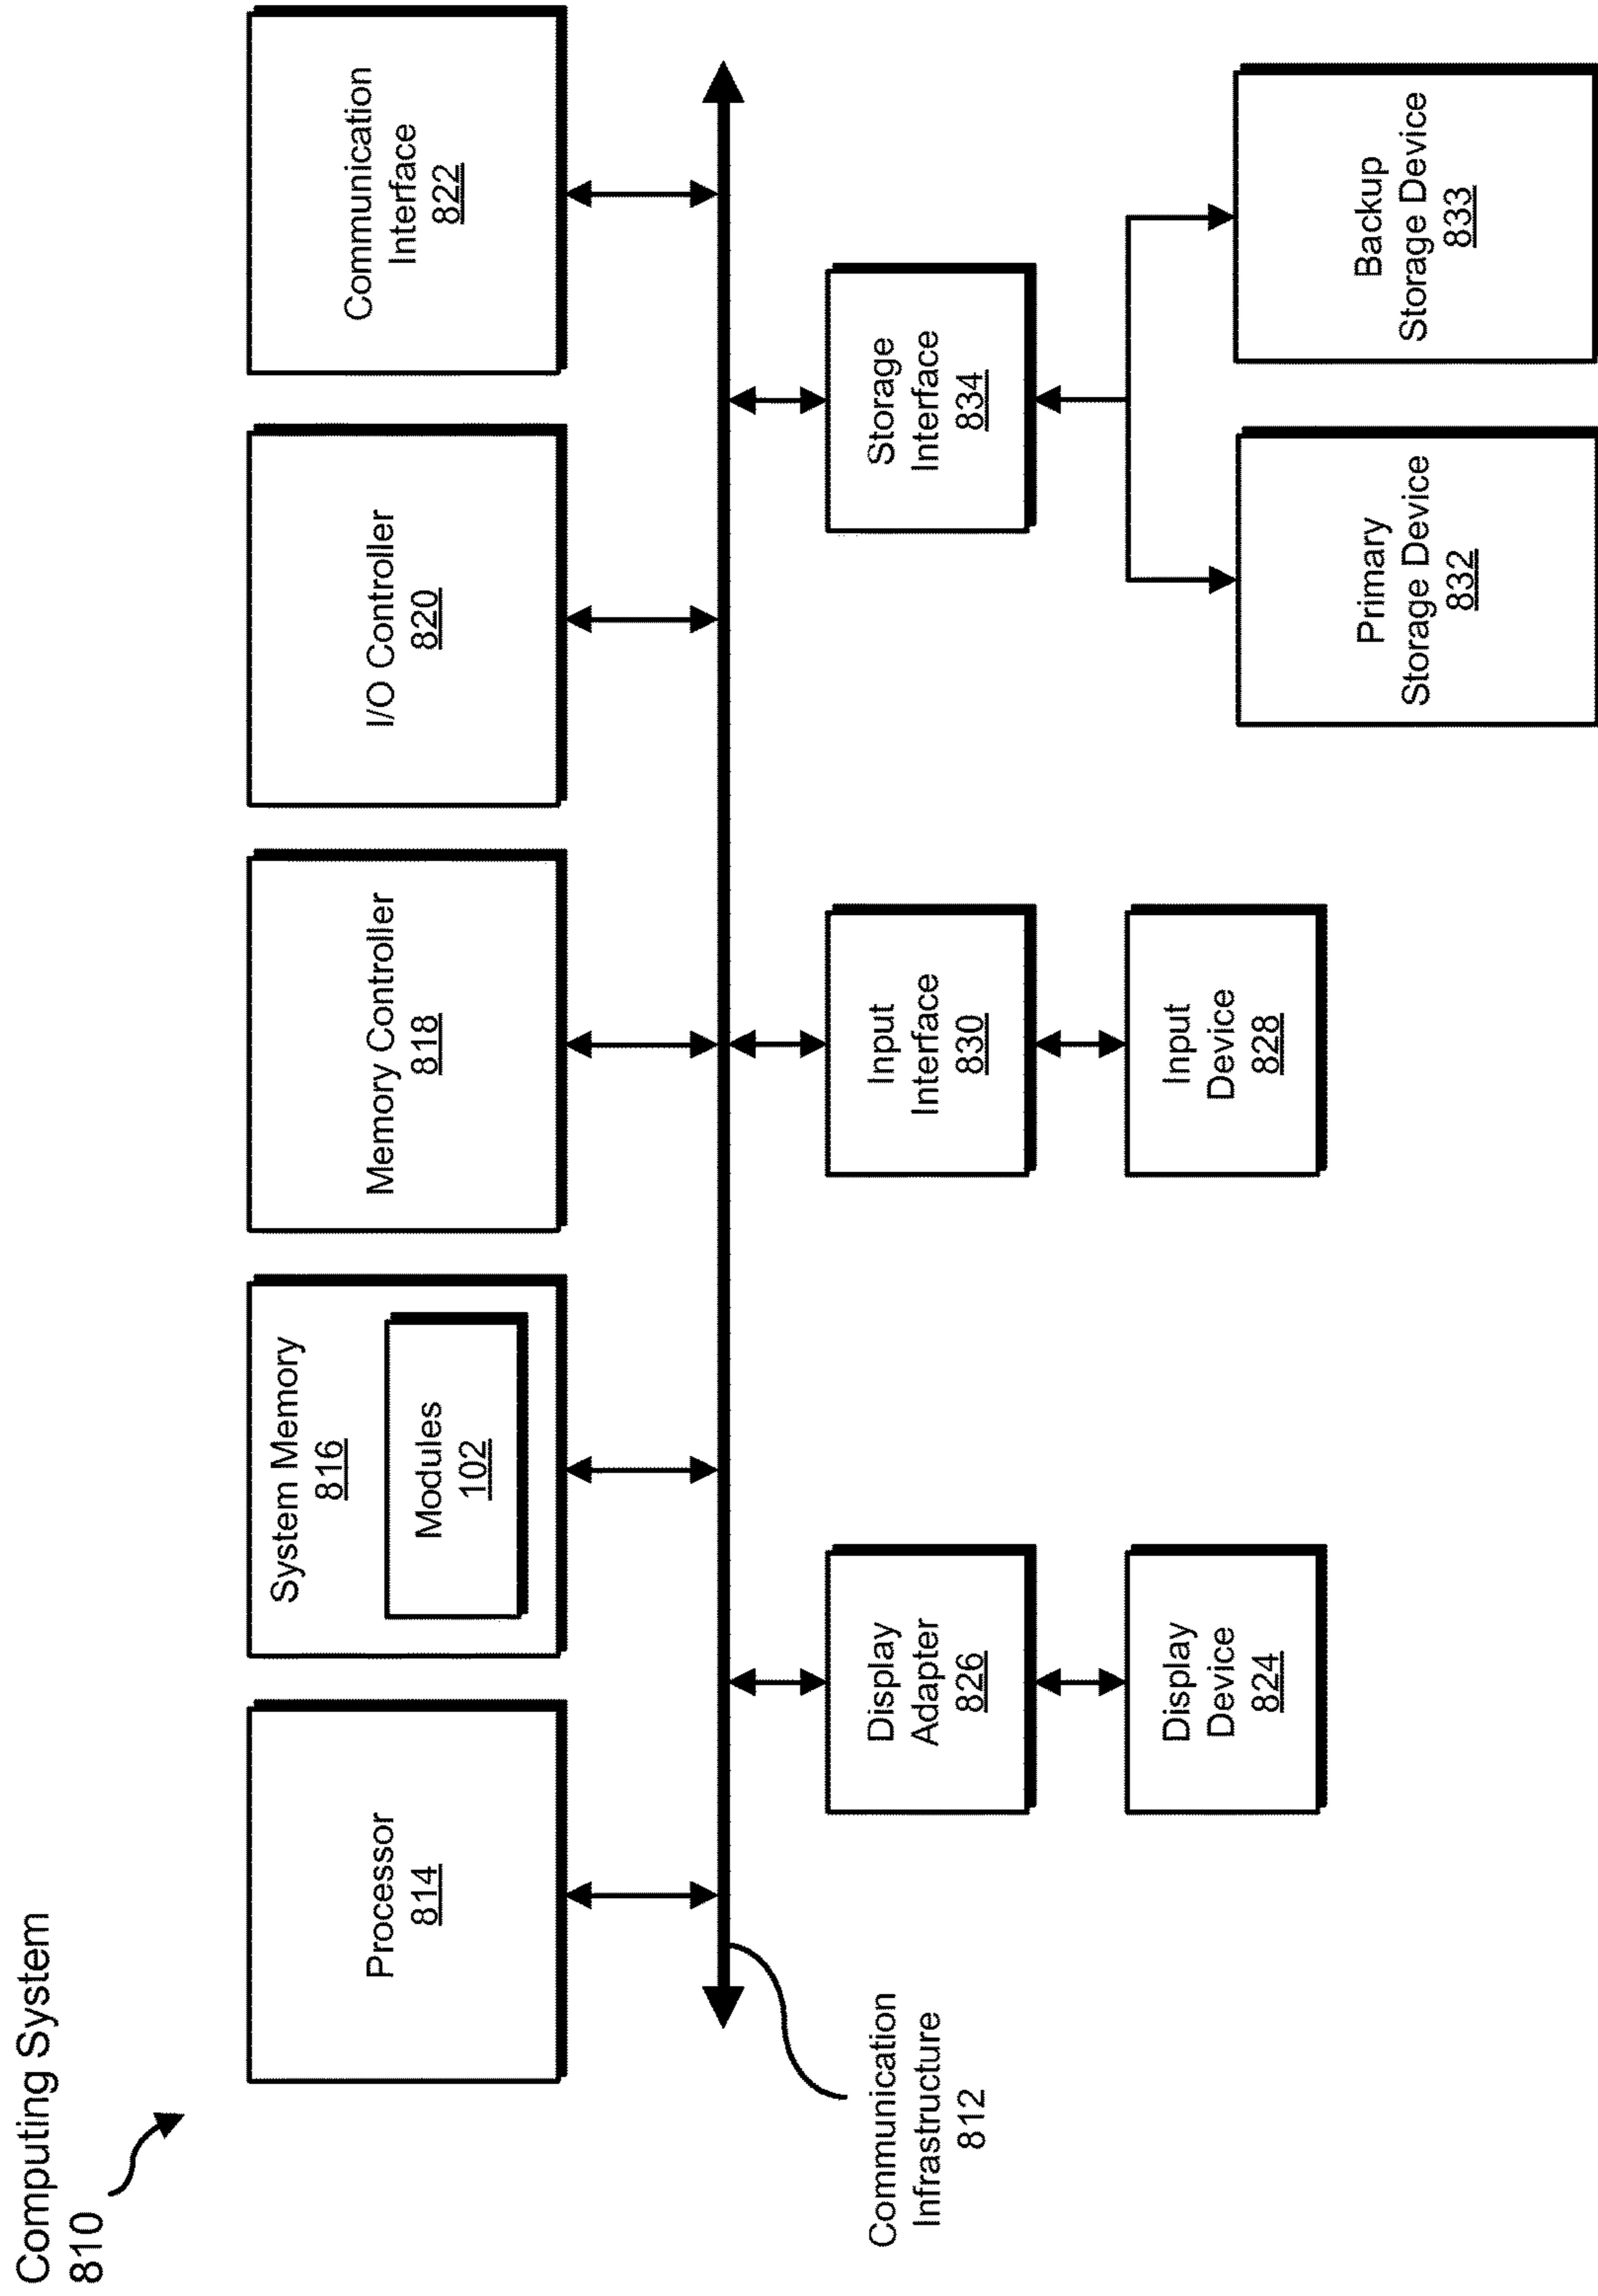 Computing System
810
Processor
814
System Memory
816
Modules
102
Memory Controller
818
I/O Controller
820
Communication
Interface
822
Communication
Infrastructure
812
Display
Adapter
826
Input
Interface
830
Storage
Interface
834
Display
Device
824
Input
Device
828
Primary
Storage Device
832
Backup
Storage Device
833